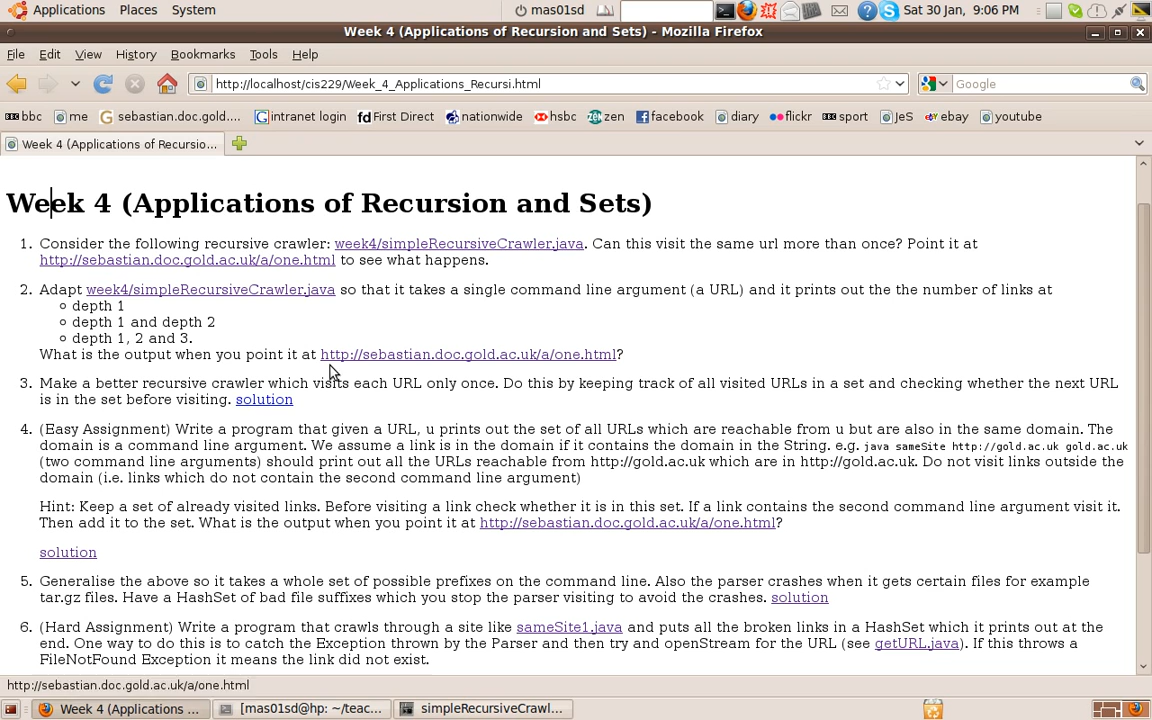 Applications Places System mas01sd Sat 30 Jan, 9:06 PM
Week 4 (Applications of Recursion and Sets) - Mozilla Firefox
File Edit View History Bookmarks Tools Help
http://localhost/cis229/Week_4_Applications_Recursi.html Google
bbc me sebastian.doc.gold.... intranet login First Direct nationwide hsbc zen facebook diary flickr sport JeS ebay youtube
Week 4 (Applications of Recursio...
Week 4 (Applications of Recursion and Sets)
1. Consider the following recursive crawler: week4/simpleRecursiveCrawler.java. Can this visit the same url more than once? Point it at
http://sebastian.doc.gold.ac.uk/a/one.html to see what happens.
2. Adapt week4/simpleRecursiveCrawler.java so that it takes a single command line argument (a URL) and it prints out the the number of links at
depth 1
depth 1 and depth 2
depth 1, 2 and 3.
What is the output when you point it at http://sebastian.doc.gold.ac.uk/a/one.html?
3. Make a better recursive crawler which visits each URL only once. Do this by keeping track of all visited URLs in a set and checking whether the next URL
is in the set before visiting. solution
4. (Easy Assignment) Write a program that given a URL, u prints out the set of all URLs which are reachable from u but are also in the same domain. The
domain is a command line argument. We assume a link is in the domain if it contains the domain in the String. e.g. java sameSite http://gold.ac.uk gold.ac.uk
(two command line arguments) should print out all the URLs reachable from http://gold.ac.uk which are in http://gold.ac.uk. Do not visit links outside the
domain (i.e. links which do not contain the second command line argument)
Hint: Keep a set of already visited links. Before visiting a link check whether it is in this set. If a link contains the second command line argument visit it.
Then add it to the set. What is the output when you point it at http://sebastian.doc.gold.ac.uk/a/one.html?
solution
5. Generalise the above so it takes a whole set of possible prefixes on the command line. Also the parser crashes when it gets certain files for example
tar.gz files. Have a HashSet of bad file suffixes which you stop the parser visiting to avoid the crashes. solution
6. (Hard Assignment) Write a program that crawls through a site like sameSite1.java and puts all the broken links in a HashSet which it prints out at the
end. One way to do this is to catch the Exception thrown by the Parser and then try and openStream for the URL (see getURL.java). If this throws a
FileNotFound Exception it means the link did not exist.
http://sebastian.doc.gold.ac.uk/a/one.html
Week 4 (Applications ... [mas01sd@hp: ~/teac... simpleRecursiveCrawl...